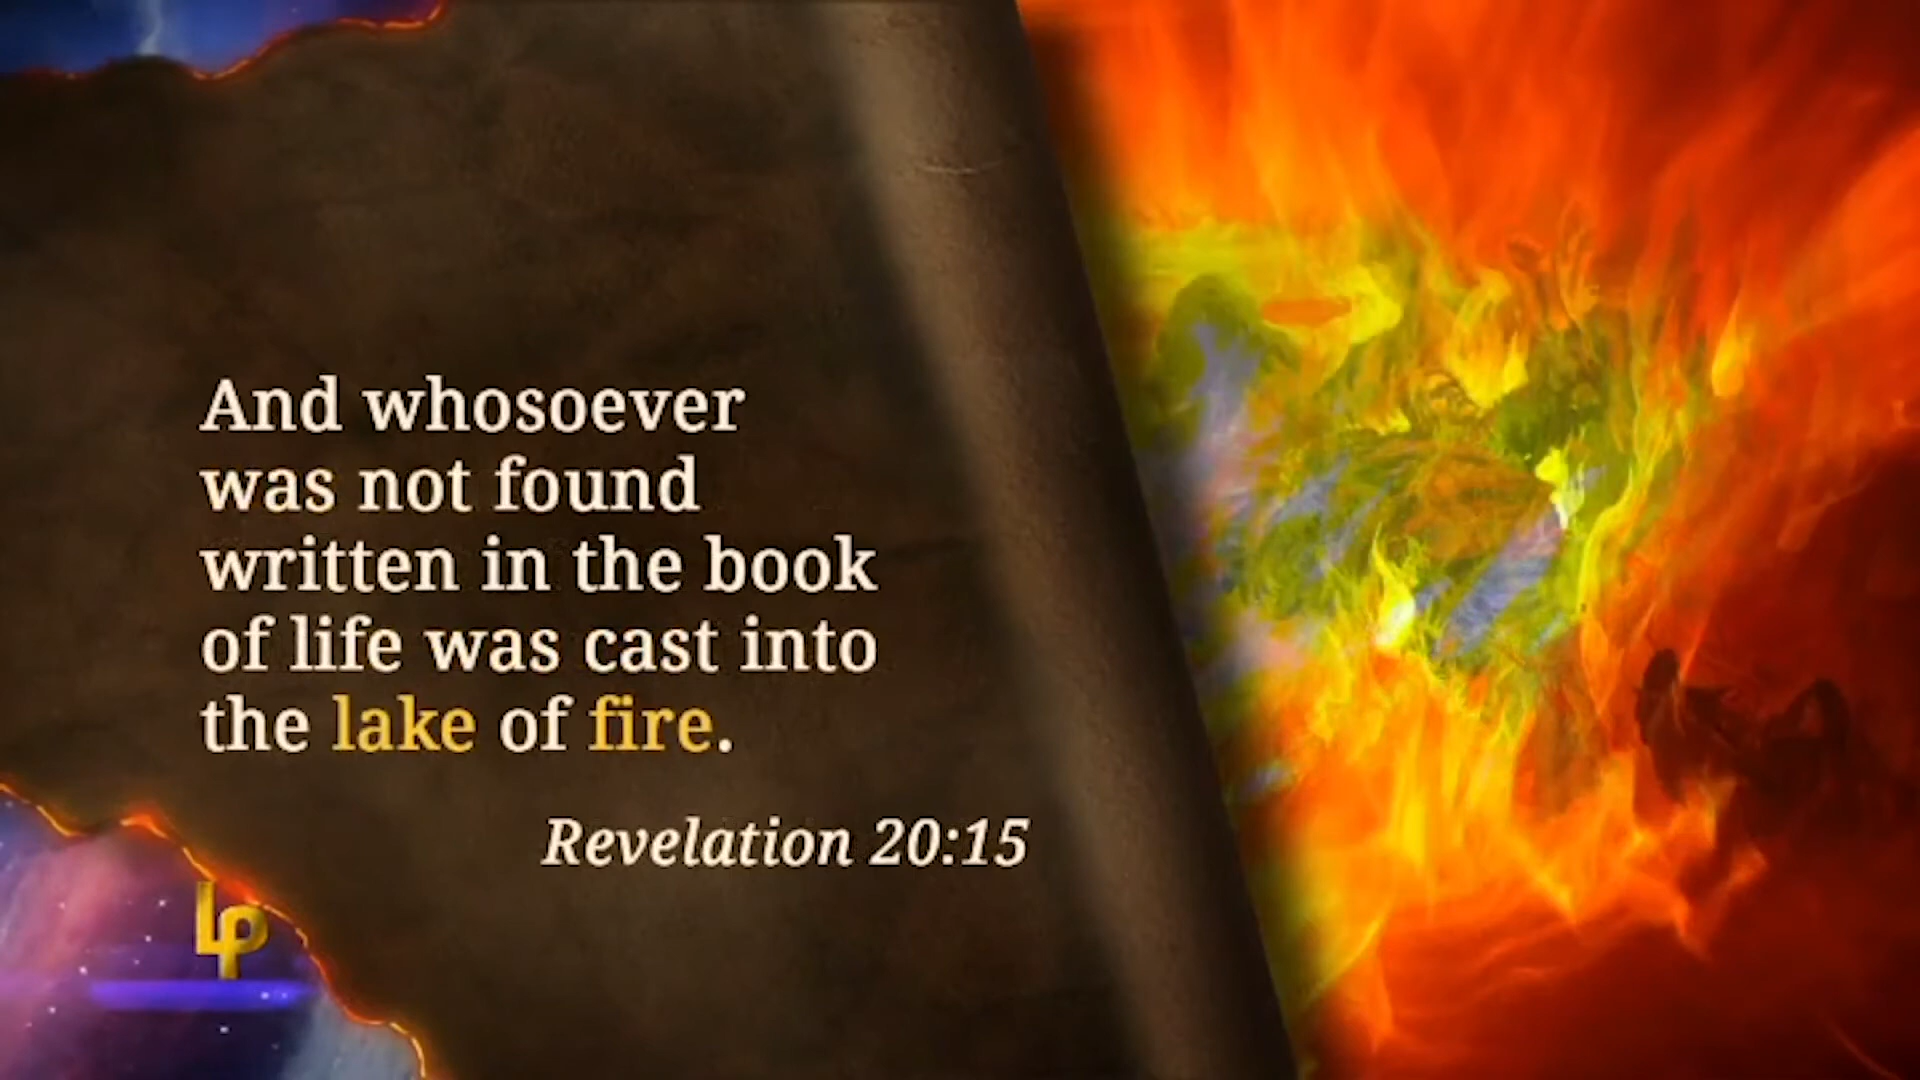 And whosoever
was not found
written in the book
of life was cast into
the lake of fire.
Revelation 20:15
LP